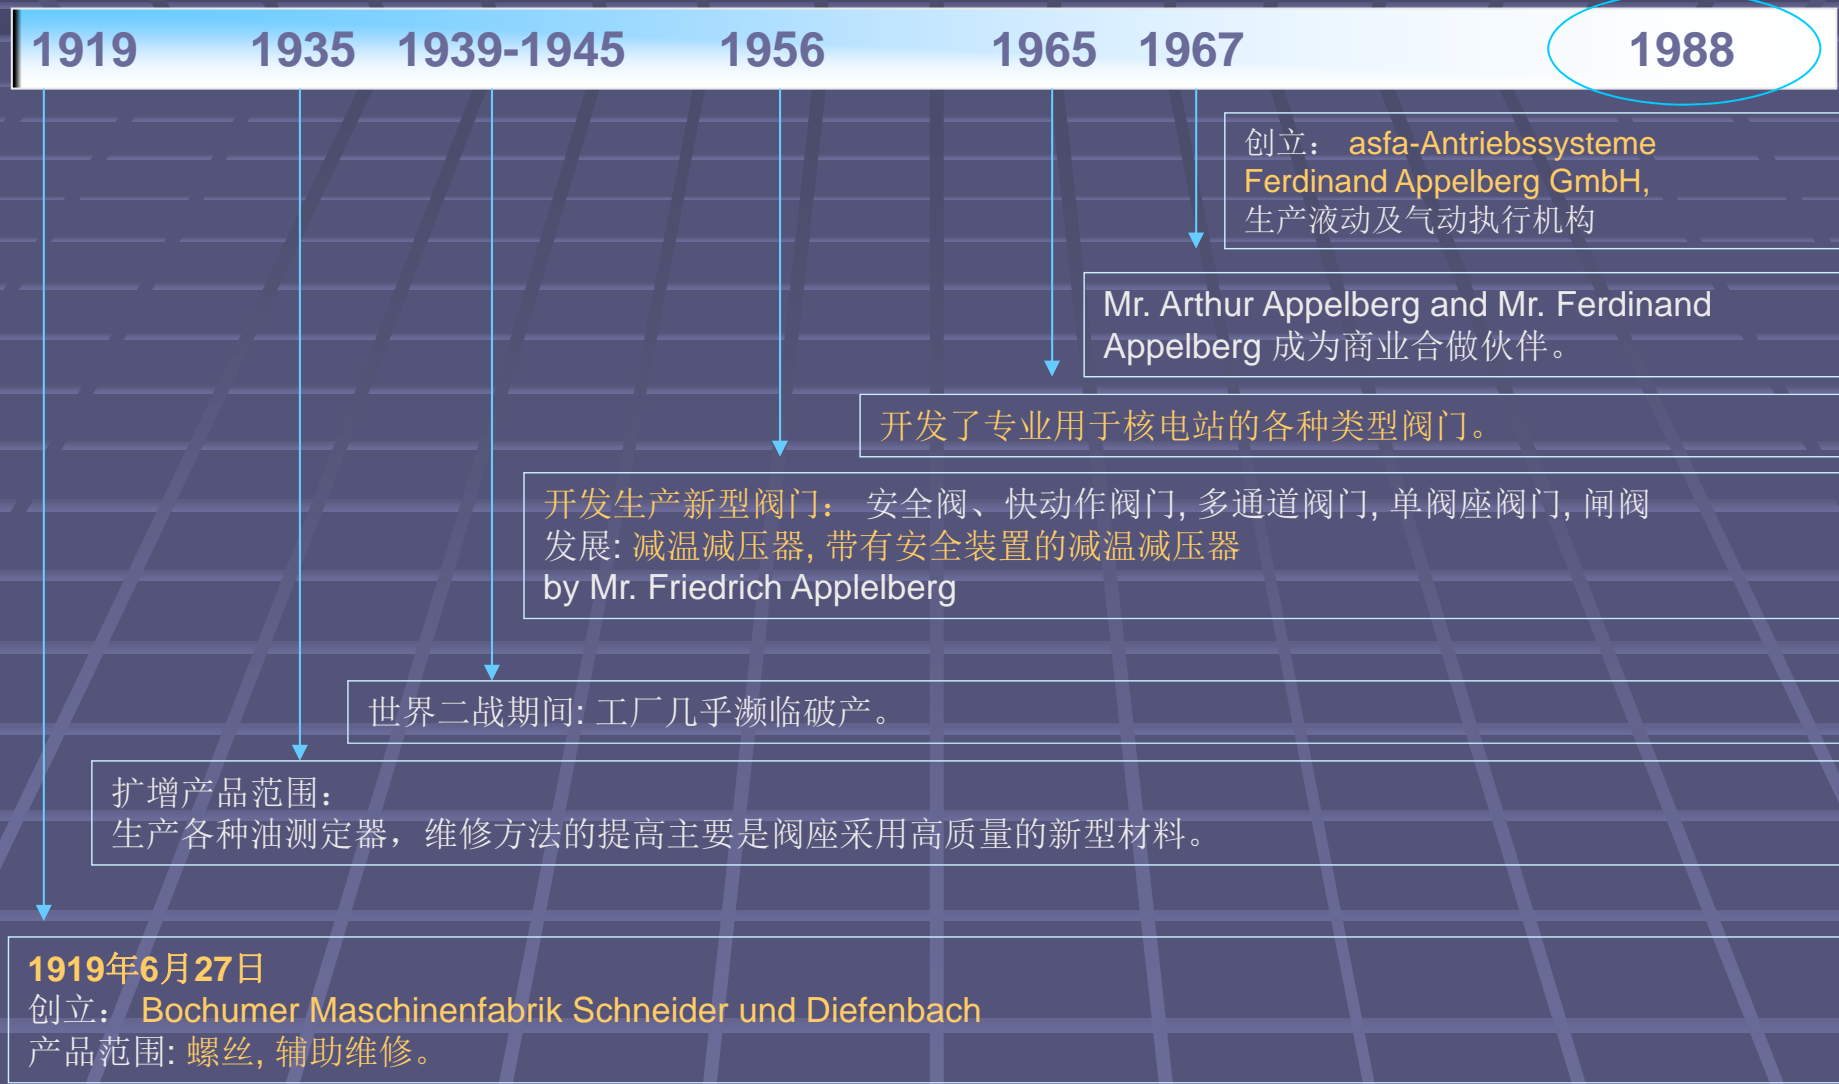 1919 1935 1939-1945 1956 1965 1967 1988
创立： asfa-Antriebssysteme
Ferdinand Appelberg GmbH,
生产液动及气动执行机构
Mr. Arthur Appelberg and Mr. Ferdinand
Appelberg 成为商业合做伙伴。
开发了专业用于核电站的各种类型阀门。
开发生产新型阀门： 安全阀、快动作阀门, 多通道阀门, 单阀座阀门, 闸阀
发展: 减温减压器, 带有安全装置的减温减压器
by Mr. Friedrich Applelberg
世界二战期间: 工厂几乎濒临破产。
扩增产品范围：
生产各种油测定器，维修方法的提高主要是阀座采用高质量的新型材料。
1919年6月27日
创立： Bochumer Maschinenfabrik Schneider und Diefenbach
产品范围: 螺丝, 辅助维修。